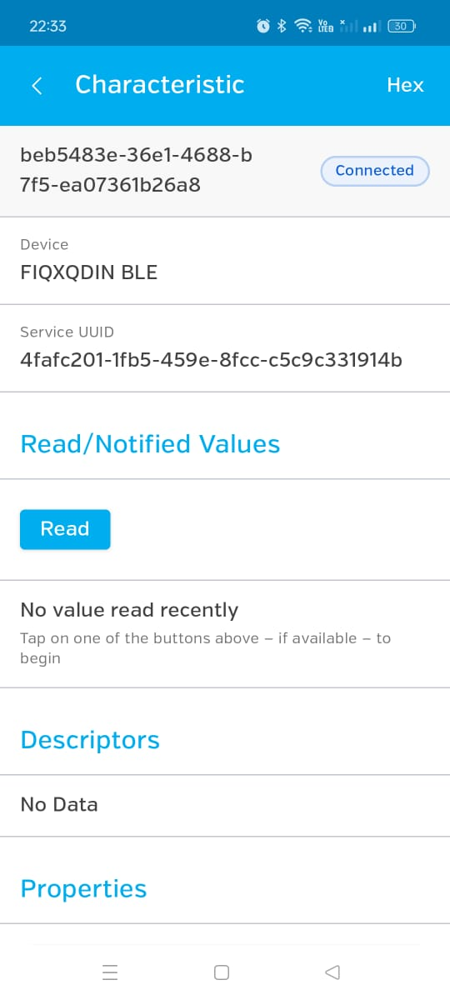 22:33
Vo
LTE
30
Characteristic
Hex
beb5483e-36e1-4688-b
7f5-ea07361b26a8
Connected
Device
FIQXQDIN BLE
Service UUID
4fafc201-1fb5-459e-8fcc-c5c9c331914b
Read/Notified Values
Read
No value read recently
Tap on one of the buttons above – if available – to
begin
Descriptors
No Data
Properties